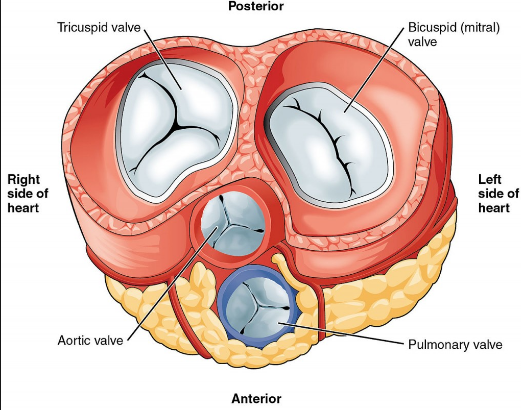 Posterior
Tricuspid valve
Bicuspid (mitral)
valve
Right
side of
heart
Left
side of
heart
Aortic valve
Pulmonary valve
Anterior